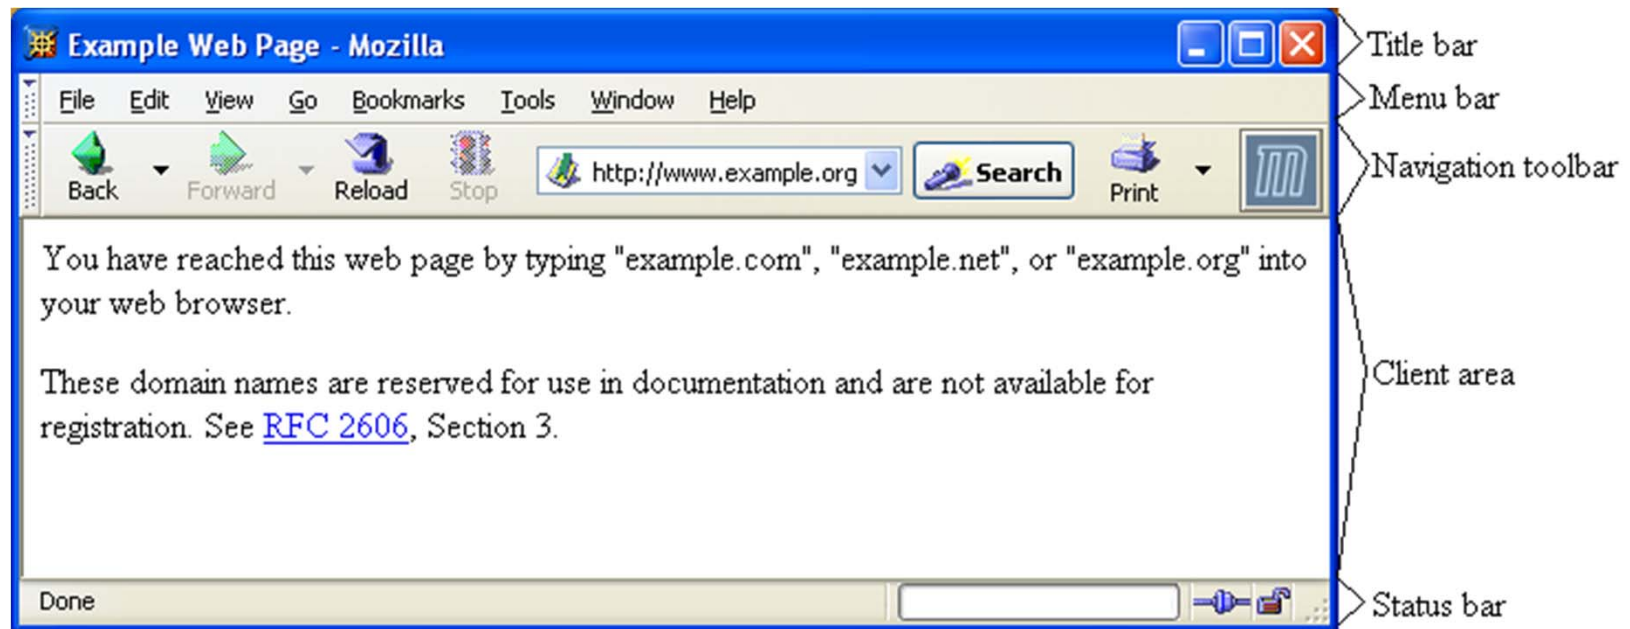 Example Web Page - Mozilla
Title bar
File Edit View Go Bookmarks Tools Window Help
Menu bar
Back Forward Reload Stop http://www.example.org Search Print
Navigation toolbar
You have reached this web page by typing "example.com", "example.net", or "example.org" into
your web browser.
These domain names are reserved for use in documentation and are not available for
registration. See RFC 2606, Section 3.
Client area
Done
Status bar